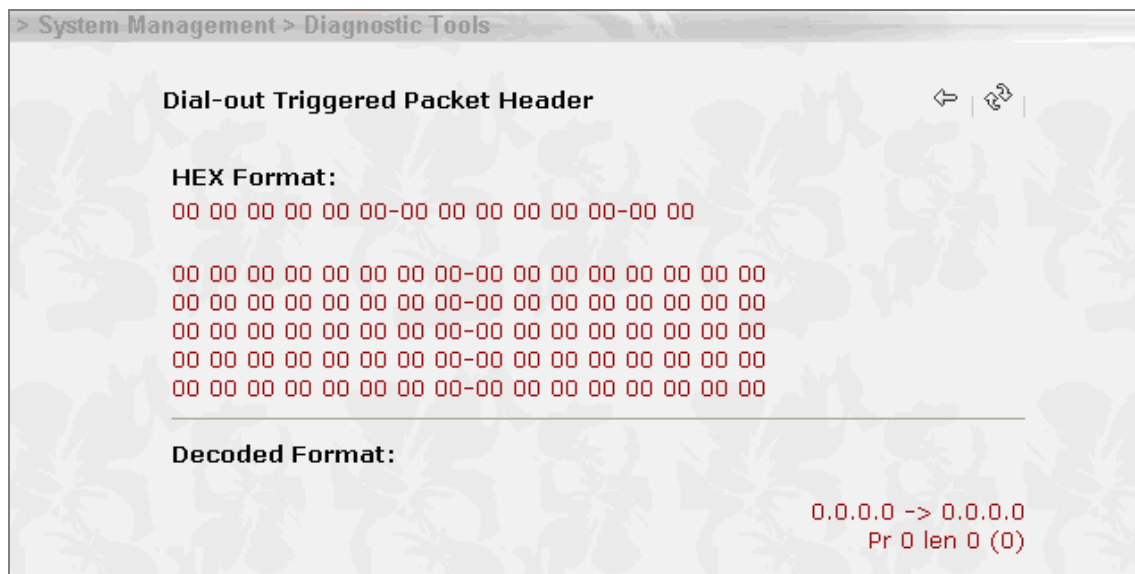 > System Management > Diagnostic Tools
Dial-out Triggered Packet Header
HEX Format:
00 00 00 00 00 00-00 00 00 00 00 00-00 00
00 00 00 00 00 00 00 00-00 00 00 00 00 00 00 00
00 00 00 00 00 00 00 00-00 00 00 00 00 00 00 00
00 00 00 00 00 00 00 00-00 00 00 00 00 00 00 00
00 00 00 00 00 00 00 00-00 00 00 00 00 00 00 00
00 00 00 00 00 00 00 00-00 00 00 00 00 00 00 00
Decoded Format:
0.0.0.0 -> 0.0.0.0
Pr 0 len 0 (0)